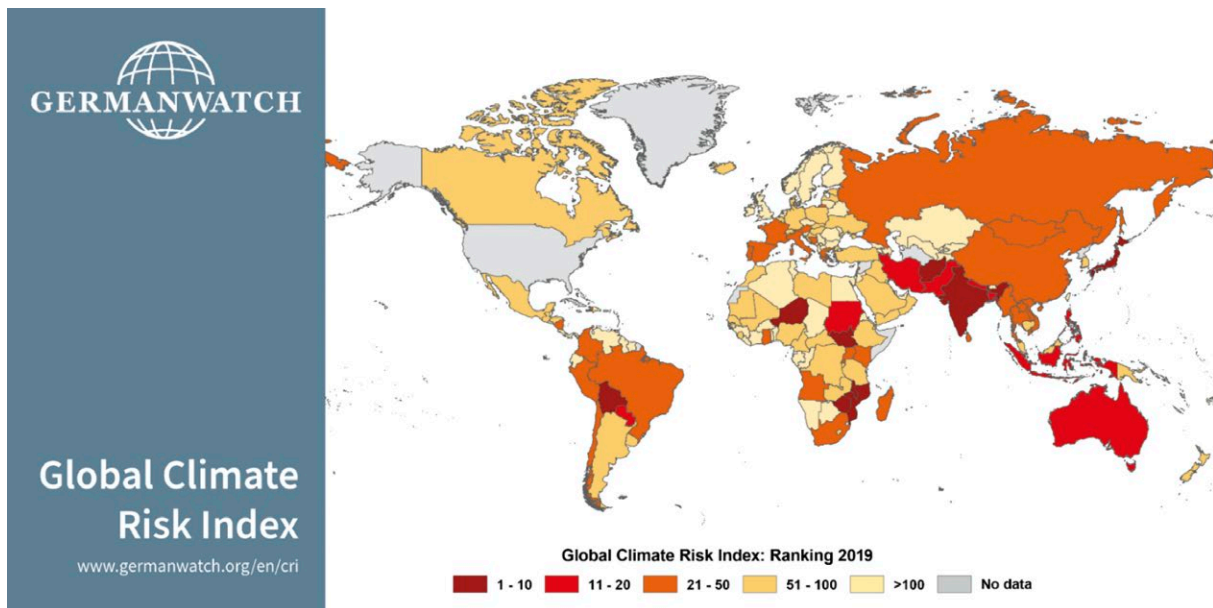 GERMANWATCH
Global Climate
Risk Index
www.germanwatch.org/en/cri
Global Climate Risk Index: Ranking 2019
1 - 10 11 - 20 21 - 50 51 - 100 >100 No data